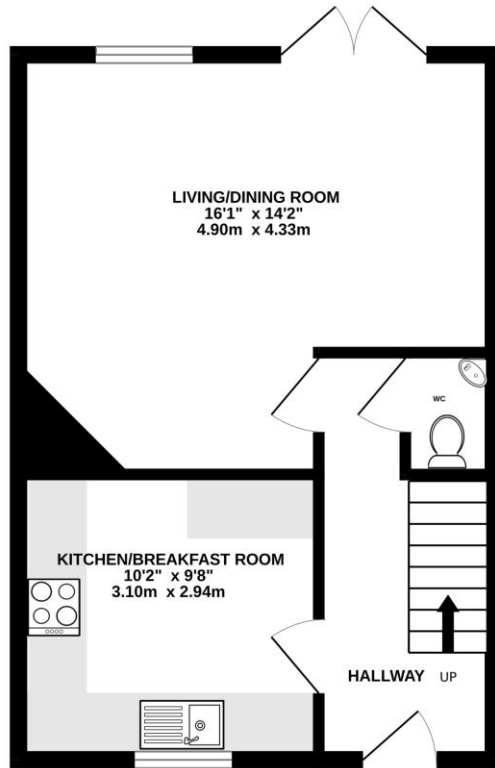 LIVING/DINING ROOM
16'1" x 14'2"
4.90m x 4.33m
WC
KITCHEN/BREAKFAST ROOM
10'2" x 9'8"
3.10m x 2.94m
HALLWAY UP